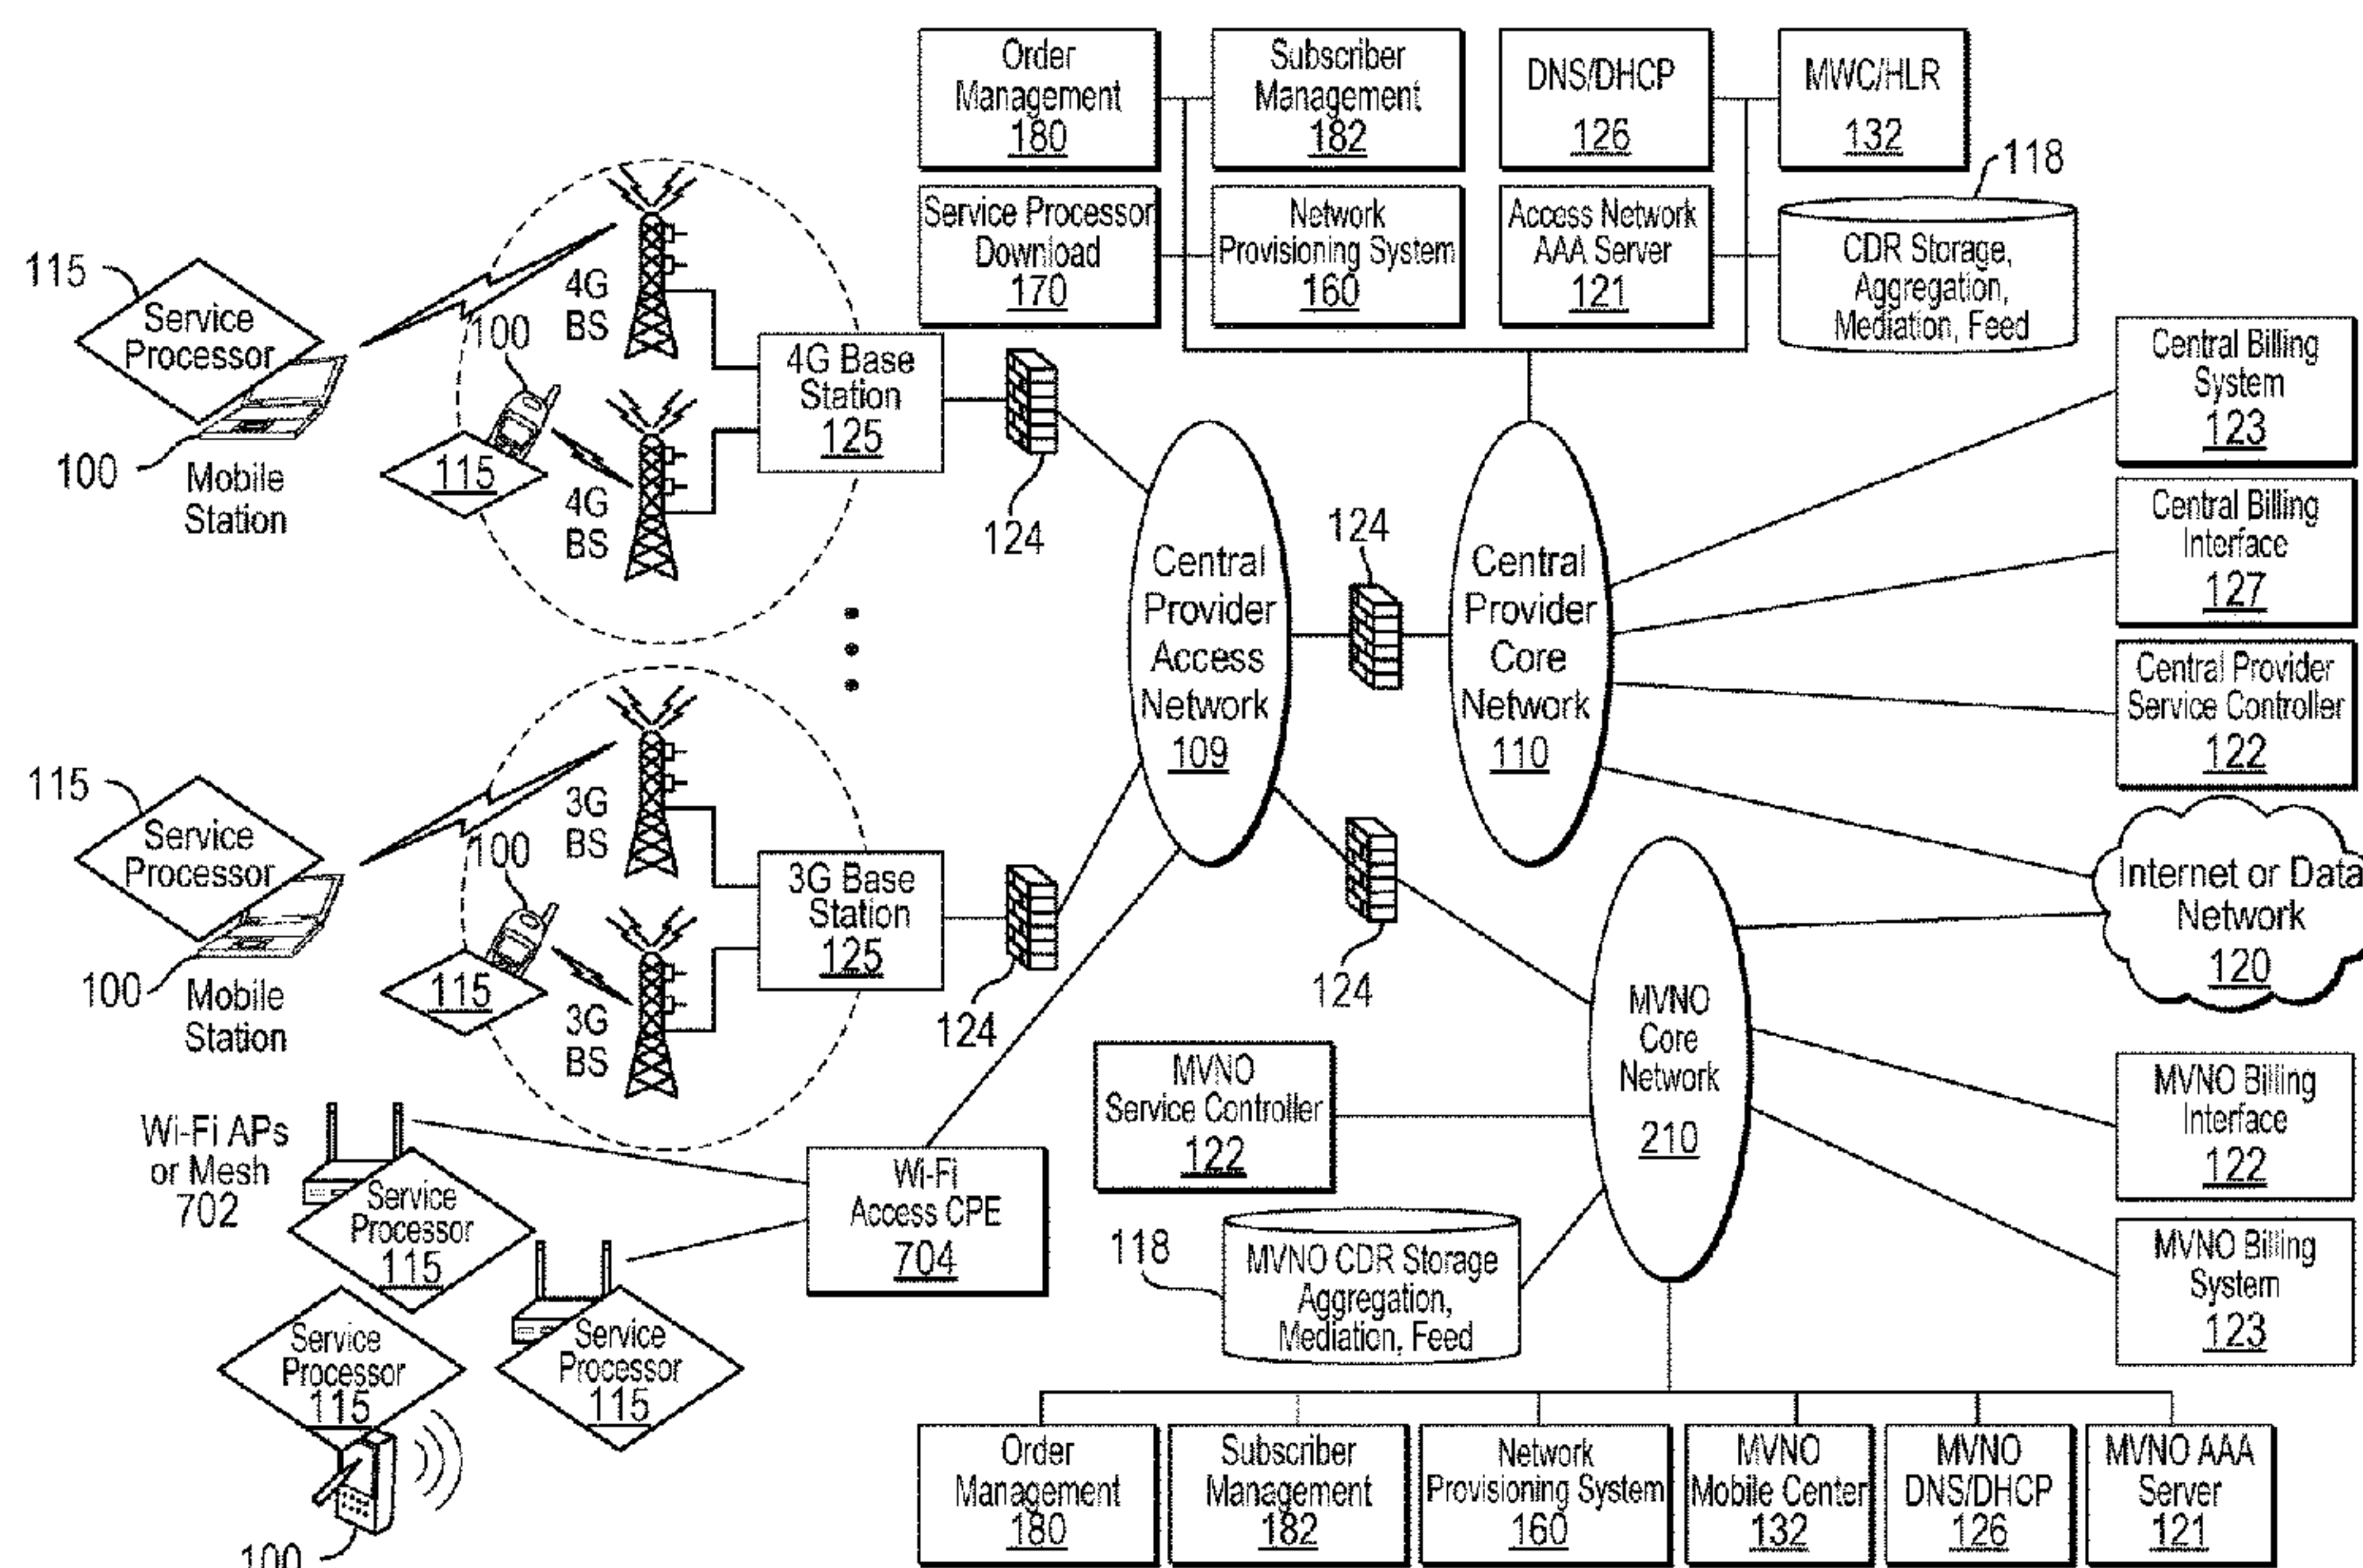 Order
Management
180
Subscriber
Management
182
DNS/DHCP
126
MWC/HLR
132
118
Service Processor
Download
170
Network
Provisioning System
160
Access Network
AAA Server
121
CDR Storage,
Aggregation,
Mediation, Feed
115
Service
Processor
100
Mobile
Station
4G
BS
100
115
4G
BS
4G Base
Station
125
124
Central
Provider
Access
Network
109
124
Central
Provider
Core
Network
110
Central Billing
System
123
Central Billing
Interface
127
Central Provider
Service Controller
122
Internet or Data
Network
120
115
Service
Processor
100
Mobile
Station
3G
BS
100
115
3G
BS
3G Base
Station
125
124
124
MVNO
Core
Network
210
MVNO
Service Controller
122
118
MVNO CDR Storage
Aggregation,
Mediation, Feed
MVNO Billing
Interface
122
MVNO Billing
System
123
Wi-Fi APs
or Mesh
702
Service
Processor
115
Wi-Fi
Access CPE
704
Service
Processor
115
Service
Processor
115
100
Order
Management
180
Subscriber
Management
182
Network
Provisioning System
160
MVNO
Mobile Center
132
MVNO
DNS/DHCP
126
MVNO AAA
Server
121